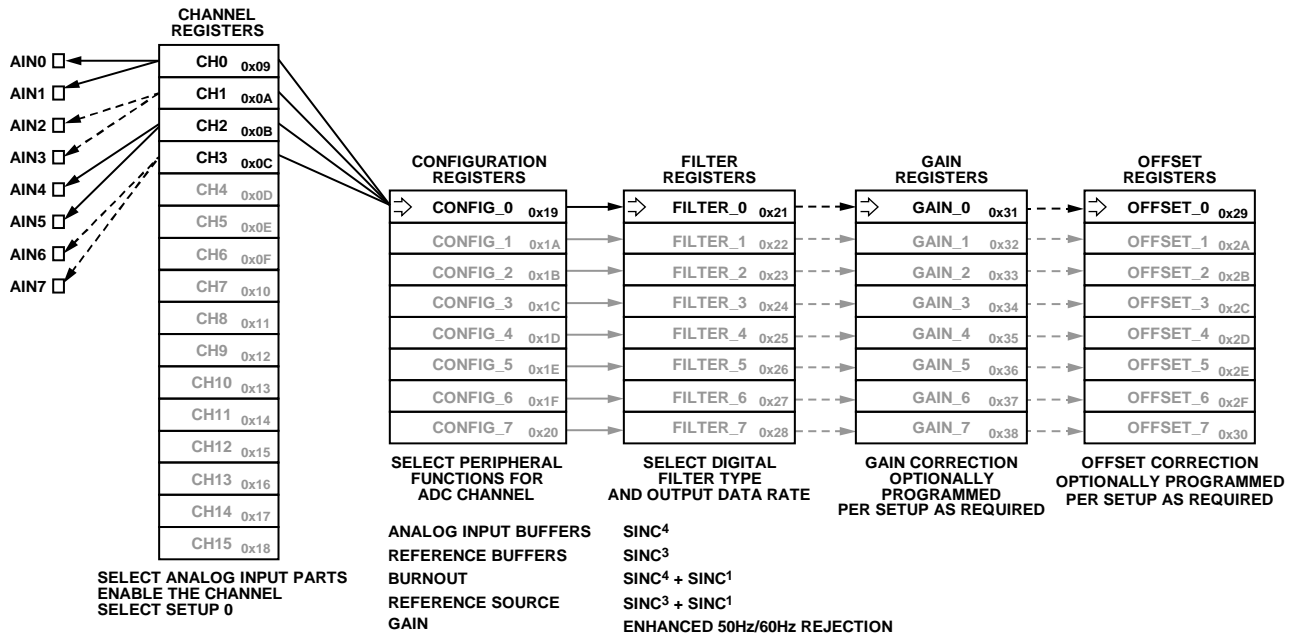 CHANNEL
REGISTERS
AIN0
AIN1
AIN2
AIN3
AIN4
AIN5
AIN6
AIN7
CH0 0x09
CH1 0x0A
CH2 0x0B
CH3 0x0C
CH4 0x0D
CH5 0x0E
CH6 0x0F
CH7 0x10
CH8 0x11
CH9 0x12
CH10 0x13
CH11 0x14
CH12 0x15
CH13 0x16
CH14 0x17
CH15 0x18
SELECT ANALOG INPUT PARTS
ENABLE THE CHANNEL
SELECT SETUP 0
CONFIGURATION
REGISTERS
CONFIG_0 0x19
CONFIG_1 0x1A
CONFIG_2 0x1B
CONFIG_3 0x1C
CONFIG_4 0x1D
CONFIG_5 0x1E
CONFIG_6 0x1F
CONFIG_7 0x20
SELECT PERIPHERAL
FUNCTIONS FOR
ADC CHANNEL
ANALOG INPUT BUFFERS
REFERENCE BUFFERS
BURNOUT
REFERENCE SOURCE
GAIN
FILTER
REGISTERS
FILTER_0 0x21
FILTER_1 0x22
FILTER_2 0x23
FILTER_3 0x24
FILTER_4 0x25
FILTER_5 0x26
FILTER_6 0x27
FILTER_7 0x28
SELECT DIGITAL
FILTER TYPE
AND OUTPUT DATA RATE
SINC⁴
SINC³
SINC⁴ + SINC¹
SINC³ + SINC¹
ENHANCED 50Hz/60Hz REJECTION
GAIN
REGISTERS
GAIN_0 0x31
GAIN_1 0x32
GAIN_2 0x33
GAIN_3 0x34
GAIN_4 0x35
GAIN_5 0x36
GAIN_6 0x37
GAIN_7 0x38
GAIN CORRECTION
OPTIONALLY
PROGRAMMED
PER SETUP AS REQUIRED
OFFSET
REGISTERS
OFFSET_0 0x29
OFFSET_1 0x2A
OFFSET_2 0x2B
OFFSET_3 0x2C
OFFSET_4 0x2D
OFFSET_5 0x2E
OFFSET_6 0x2F
OFFSET_7 0x30
OFFSET CORRECTION
OPTIONALLY PROGRAMMED
PER SETUP AS REQUIRED